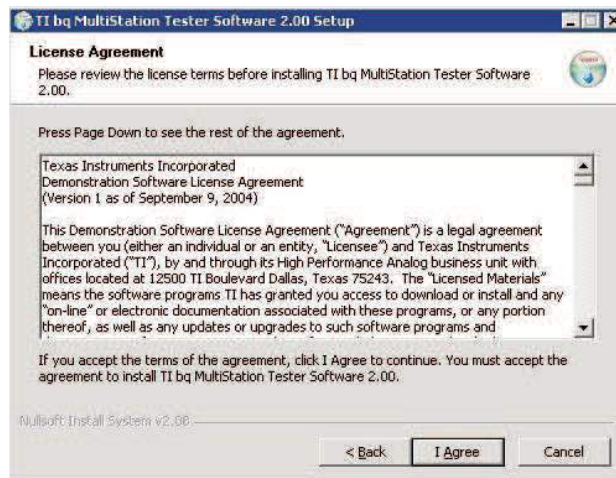 TI bq MultiStation Tester Software 2.00 Setup
License Agreement
Please review the license terms before installing TI bq MultiStation Tester Software
2.00.
Press Page Down to see the rest of the agreement.
Texas Instruments Incorporated
Demonstration Software License Agreement
(Version 1 as of September 9, 2004)
This Demonstration Software License Agreement ("Agreement") is a legal agreement
between you (either an individual or an entity, "Licensee") and Texas Instruments
Incorporated ("TI"), by and through its High Performance Analog business unit with
offices located at 12500 TI Boulevard Dallas, Texas 75243. The "Licensed Materials"
means the software programs TI has granted you access to download or install and any
"on-line" or electronic documentation associated with these programs, or any portion
thereof, as well as any updates or upgrades to such software programs and
If you accept the terms of the agreement, click I Agree to continue. You must accept the
agreement to install TI bq MultiStation Tester Software 2.00.
Nullsoft Install System v2.08
< Back
I Agree
Cancel